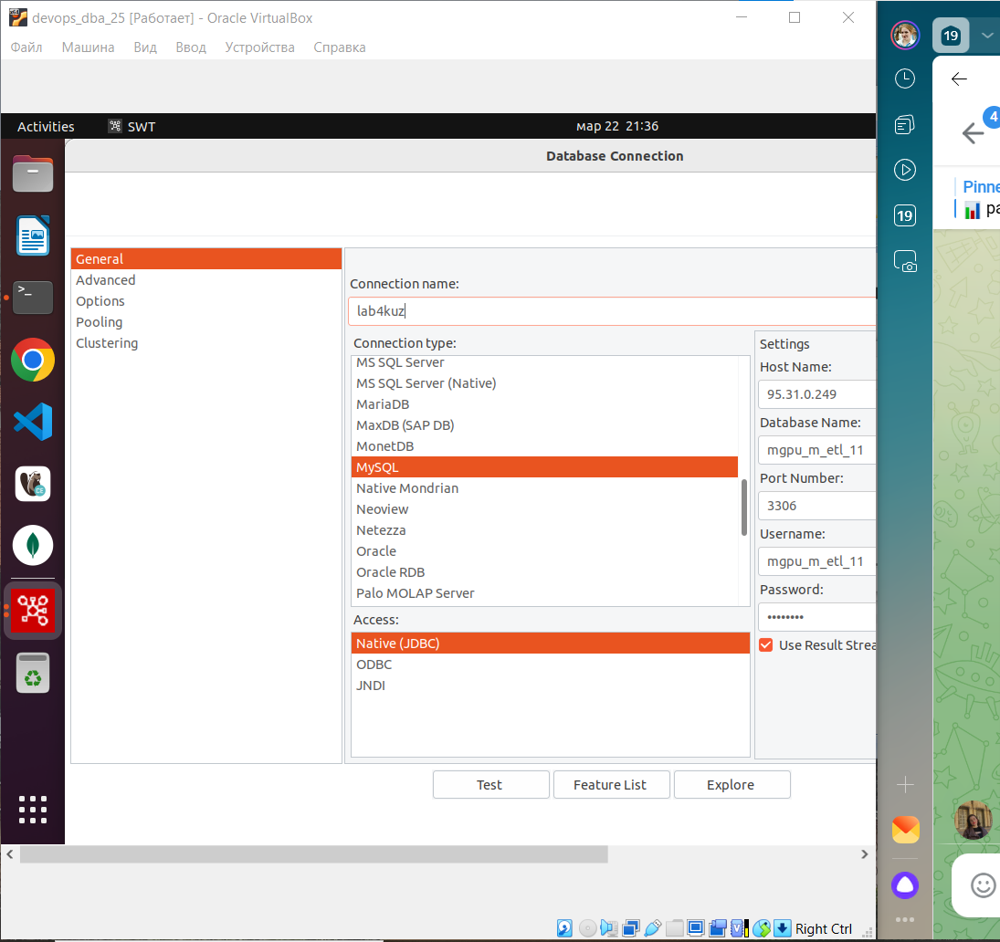 devops_dba_25 [Работает] - Oracle VirtualBox
Файл Машина Вид Ввод Устройства Справка
Activities SWT мар 22 21:36
Database Connection
General
Advanced
Options
Pooling
Clustering
Connection name:
lab4kuz
Connection type:
MS SQL Server
MS SQL Server (Native)
MariaDB
MaxDB (SAP DB)
MonetDB
MySQL
Native Mondrian
Neoview
Netezza
Oracle
Oracle RDB
Palo MOLAP Server
Access:
Native (JDBC)
ODBC
JNDI
Settings
Host Name:
95.31.0.249
Database Name:
mgpu_m_etl_11
Port Number:
3306
Username:
mgpu_m_etl_11
Password:
••••••••
Use Result Strea
Test Feature List Explore
Right Ctrl
19
19
4
Pinne
ра